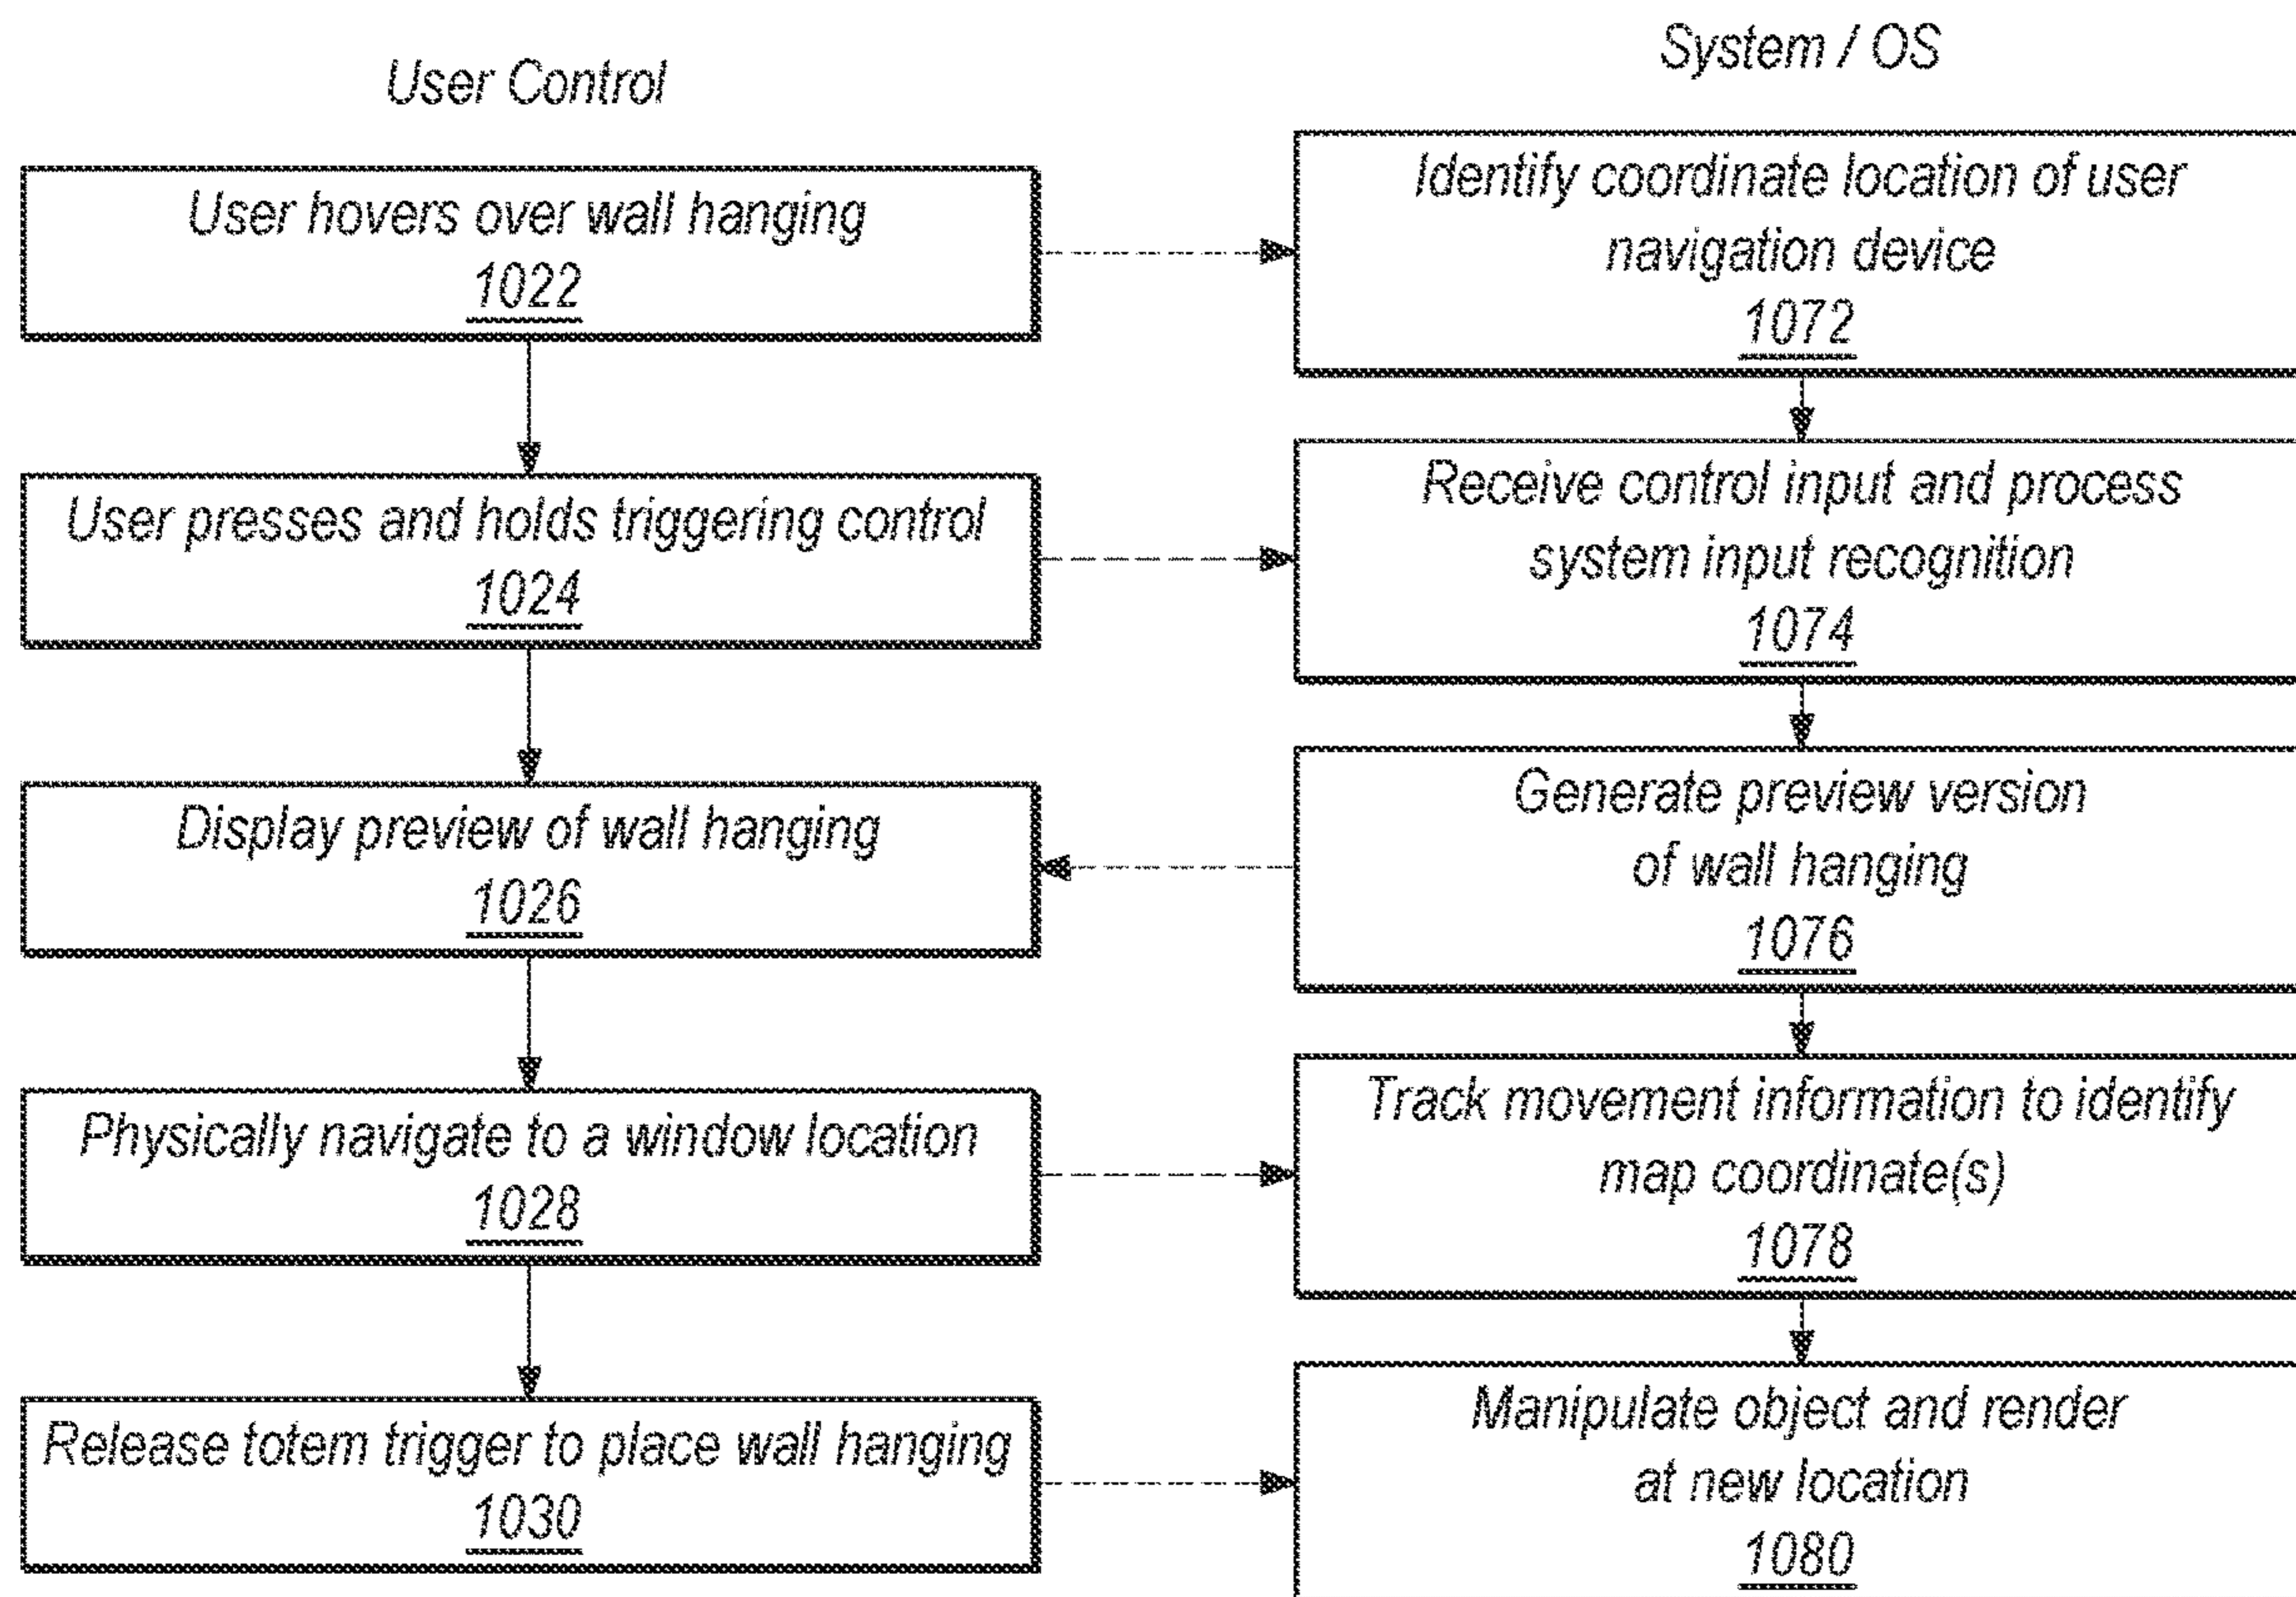 User Control
User hovers over wall hanging
1022
User presses and holds triggering control
1024
Display preview of wall hanging
1026
Physically navigate to a window location
1028
Release totem trigger to place wall hanging
1030
System / OS
Identify coordinate location of user
navigation device
1072
Receive control input and process
system input recognition
1074
Generate preview version
of wall hanging
1076
Track movement information to identify
map coordinate(s)
1078
Manipulate object and render
at new location
1080